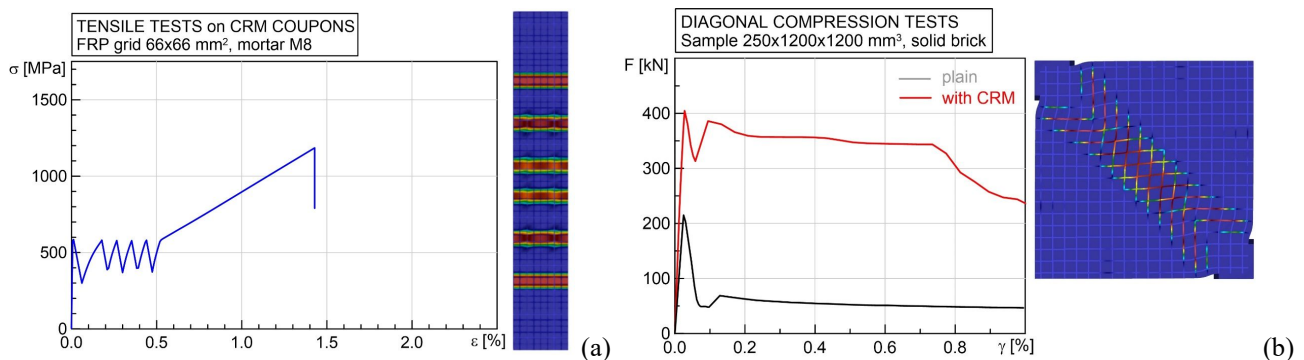 TENSILE TESTS on CRM COUPONS
FRP grid 66x66 mm², mortar M8
σ [MPa]
1500
1000
500
0
0.0 0.5 1.0 1.5 2.0 ε [%]
(a)
DIAGONAL COMPRESSION TESTS
Sample 250x1200x1200 mm³, solid brick
F [kN]
plain
with CRM
400
300
200
100
0
0.0 0.2 0.4 0.6 0.8 γ [%]
(b)